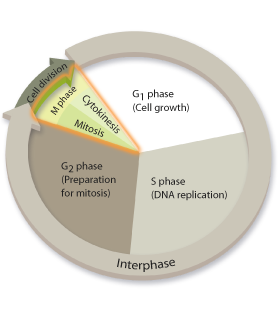 Cell division
M phase
Cytokinesis
Mitosis
G1 phase
(Cell growth)
G2 phase
(Preparation
for mitosis)
S phase
(DNA replication)
Interphase